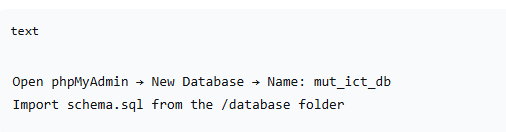 text
Open phpMyAdmin → New Database → Name: mut_ict_db
Import schema.sql from the /database folder